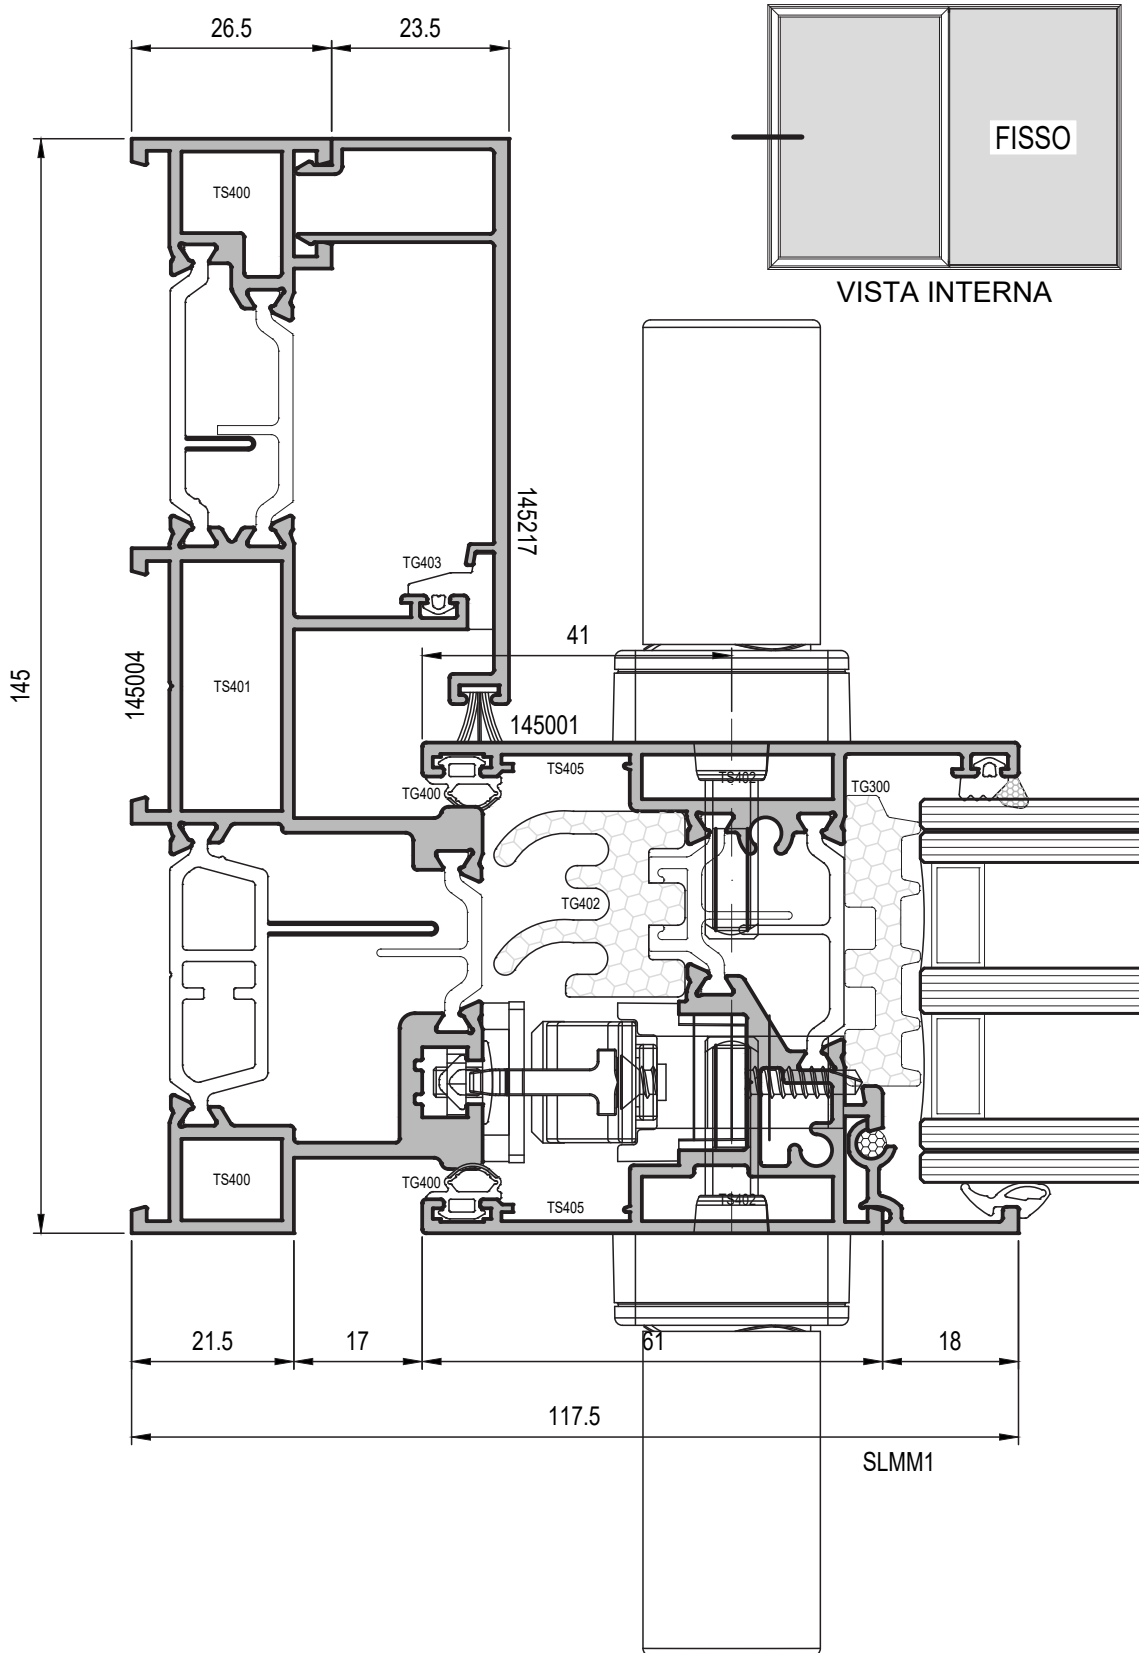 26.5
23.5
FISSO
VISTA INTERNA
TS400
145217
TG403
41
145
145004
TS401
145001
TS405
TS402
TG400
TG300
TG402
TG400
TS400
TS405
TS402
21.5
17
61
18
117.5
SLMM1